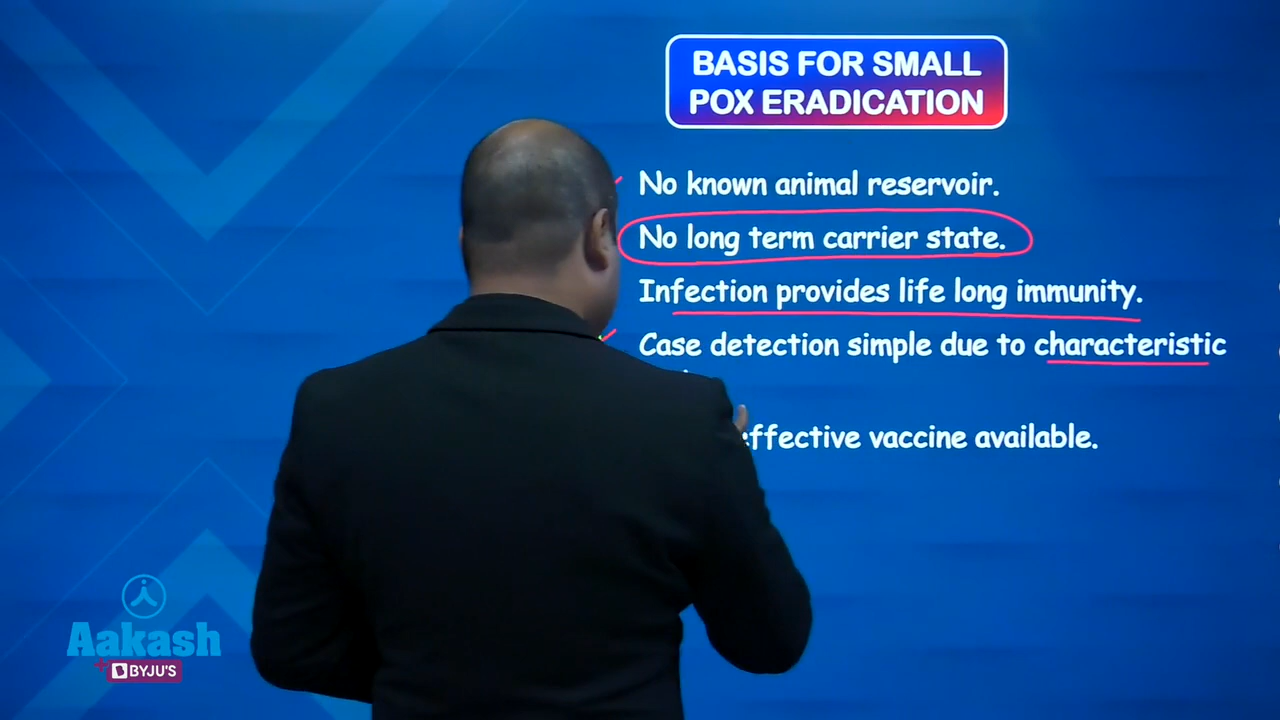 BASIS FOR SMALL
POX ERADICATION
No known animal reservoir.
No long term carrier state.
Infection provides life long immunity.
Case detection simple due to characteristic
effective vaccine available.
Aakash
BYJU'S